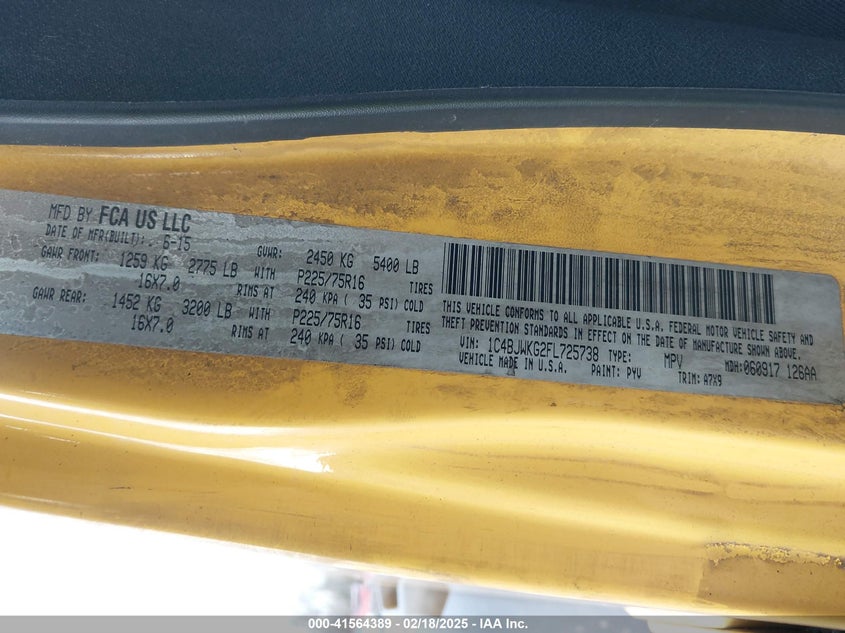 MFD BY FCA US LLC
DATE OF MFR(BUILT): 6-15 GVWR: 2450 KG 5400 LB
GAWR FRONT: 1259 KG 2775 LB WITH P225/75R16 TIRES
16X7.0 RIMS AT 240 KPA ( 35 PSI) COLD
GAWR REAR: 1452 KG 3200 LB WITH P225/75R16 TIRES
16X7.0 RIMS AT 240 KPA ( 35 PSI) COLD
THIS VEHICLE CONFORMS TO ALL APPLICABLE U.S.A. FEDERAL MOTOR VEHICLE SAFETY AND
THEFT PREVENTION STANDARDS IN EFFECT ON THE DATE OF MANUFACTURE SHOWN ABOVE.
VIN: 1C4BJWKG2FL725738 TYPE: MPV MDH:060917 126AA
VEHICLE MADE IN U.S.A. PAINT: PYV TRIM: A7X9
000-41564389 - 02/18/2025 - IAA Inc.